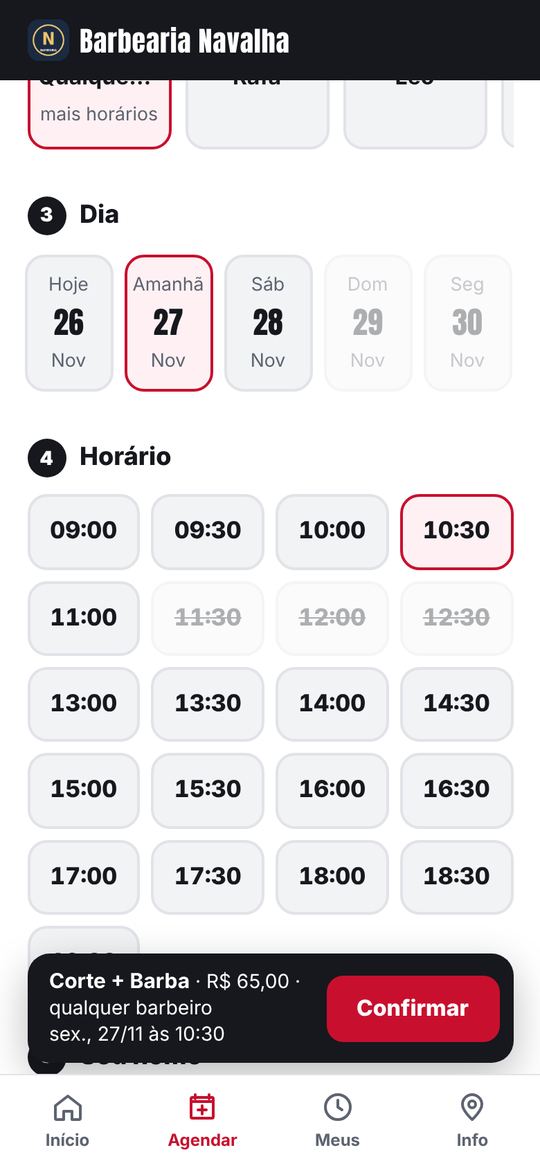 N
Barbearia Navalha
Qualque... Rafa Léo
mais horários
3 Dia
Hoje Amanhã Sáb Dom Seg
26 27 28 29 30
Nov Nov Nov Nov Nov
4 Horário
09:00 09:30 10:00 10:30
11:00 11:30 12:00 12:30
13:00 13:30 14:00 14:30
15:00 15:30 16:00 16:30
17:00 17:30 18:00 18:30
Corte + Barba · R$ 65,00 ·
qualquer barbeiro
sex., 27/11 às 10:30
Confirmar
Início Agendar Meus Info